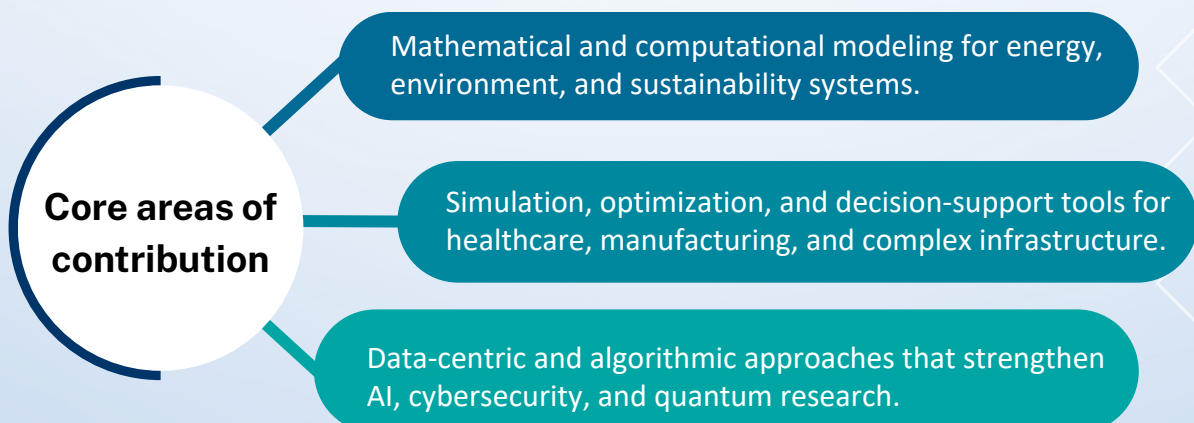 Mathematical and computational modeling for energy,
environment, and sustainability systems.
Core areas of
contribution
Simulation, optimization, and decision-support tools for
healthcare, manufacturing, and complex infrastructure.
Data-centric and algorithmic approaches that strengthen
AI, cybersecurity, and quantum research.